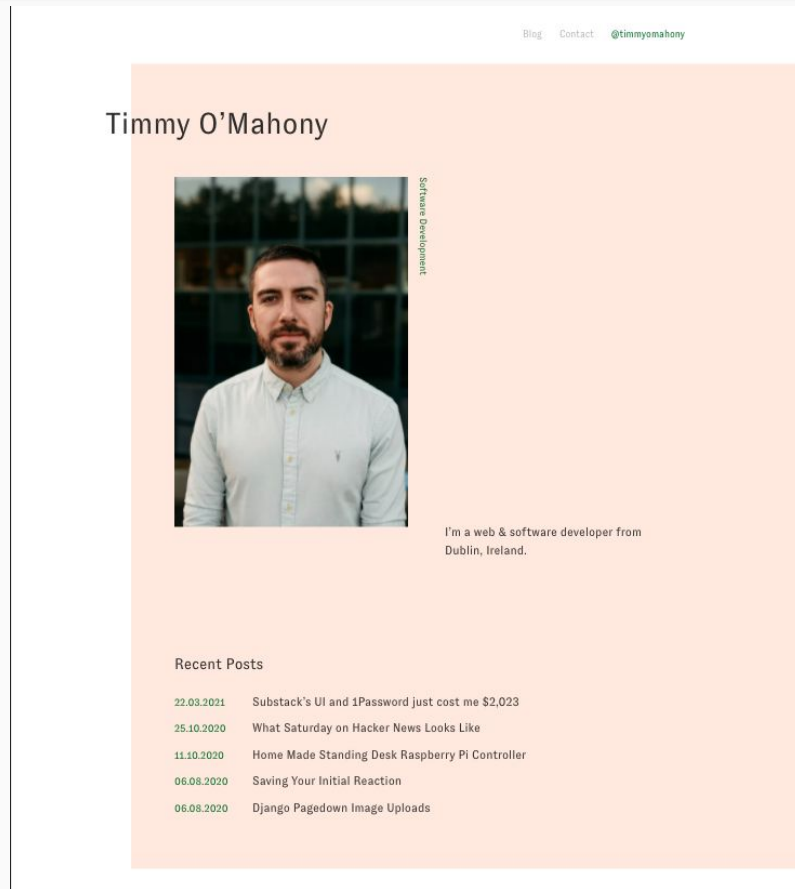 Blog Contact @timmyomahony
Timmy O’Mahony
Software Development
I’m a web & software developer from
Dublin, Ireland.
Recent Posts
22.03.2021 Substack’s UI and 1Password just cost me $2,023
25.10.2020 What Saturday on Hacker News Looks Like
11.10.2020 Home Made Standing Desk Raspberry Pi Controller
06.08.2020 Saving Your Initial Reaction
06.08.2020 Django Pagedown Image Uploads